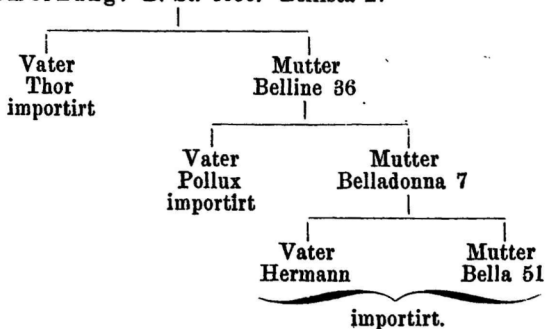 Vater Mutter
Thor Belline 36
importirt
Vater Mutter
Pollux Belladonna 7
importirt
Vater Mutter
Hermann Bella 51
importirt.